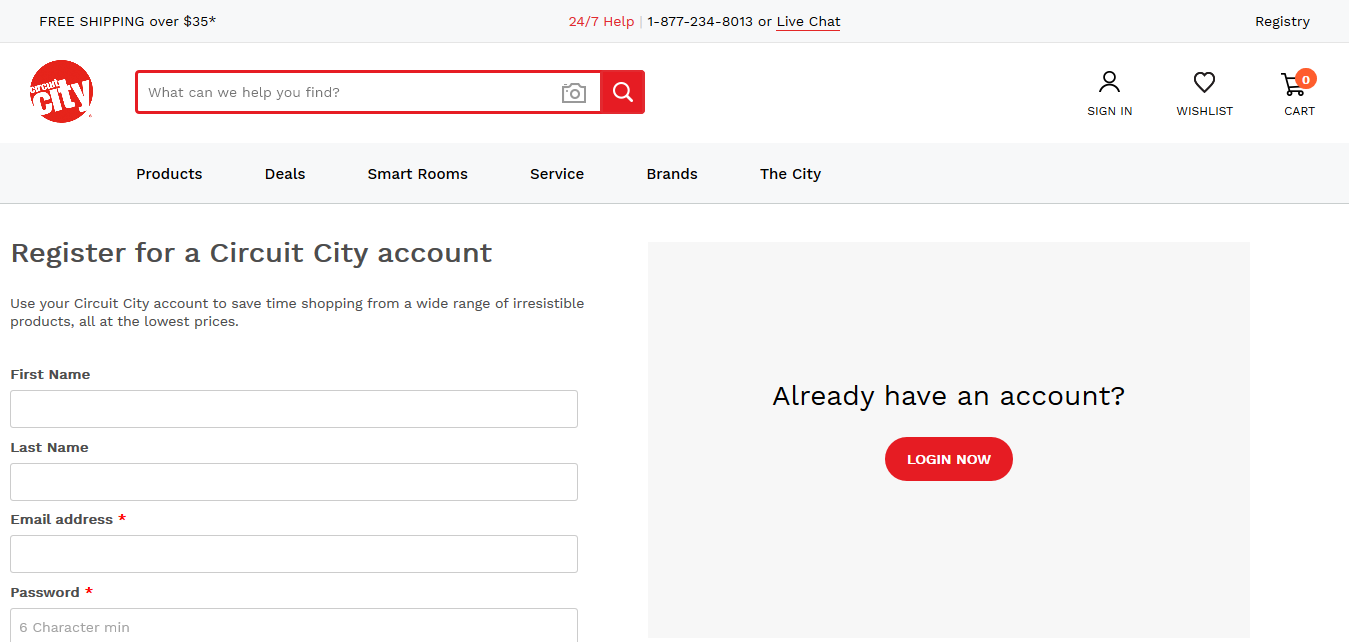 FREE SHIPPING over $35*
24/7 Help | 1-877-234-8013 or Live Chat
Registry
circuit
city
What can we help you find?
SIGN IN
WISHLIST
0
CART
Products
Deals
Smart Rooms
Service
Brands
The City
Register for a Circuit City account
Use your Circuit City account to save time shopping from a wide range of irresistible
products, all at the lowest prices.
First Name
Last Name
Email address *
Password *
6 Character min
Already have an account?
LOGIN NOW